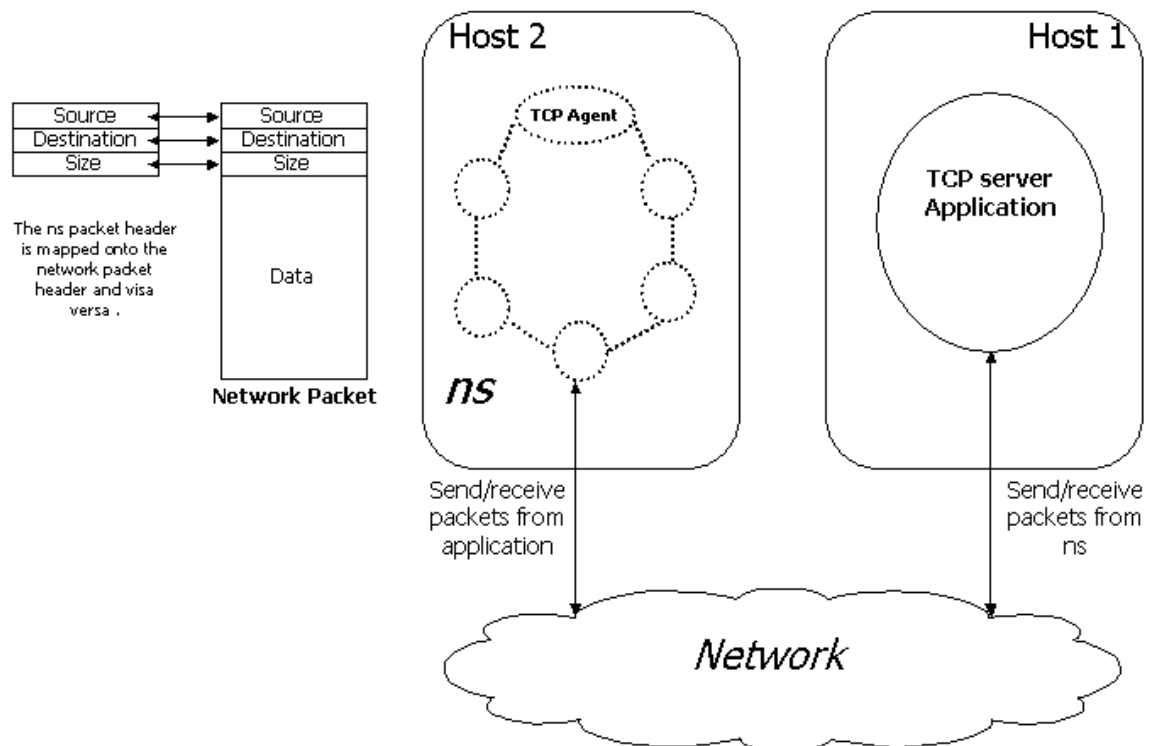 Host 2
Host 1
Source
Destination
Size
Source
Destination
Size
Data
The ns packet header
is mapped onto the
network packet
header and visa
versa .
Network Packet
TCP Agent
ns
TCP server
Application
Send/receive
packets from
application
Send/receive
packets from
ns
Network